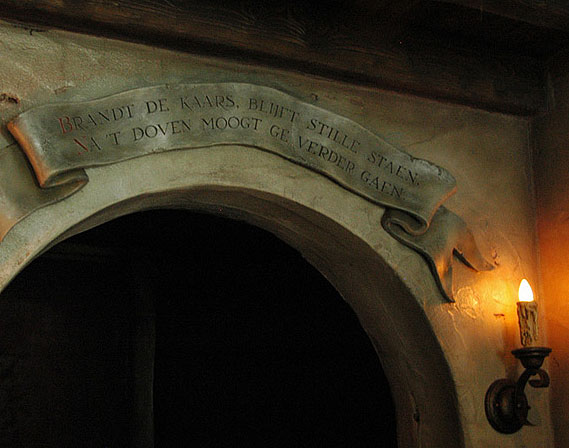 BRANDT DE KAARS, BLIJFT STILLE STAEN,
NA 'T DOVEN MOOGT GE VERDER GAEN